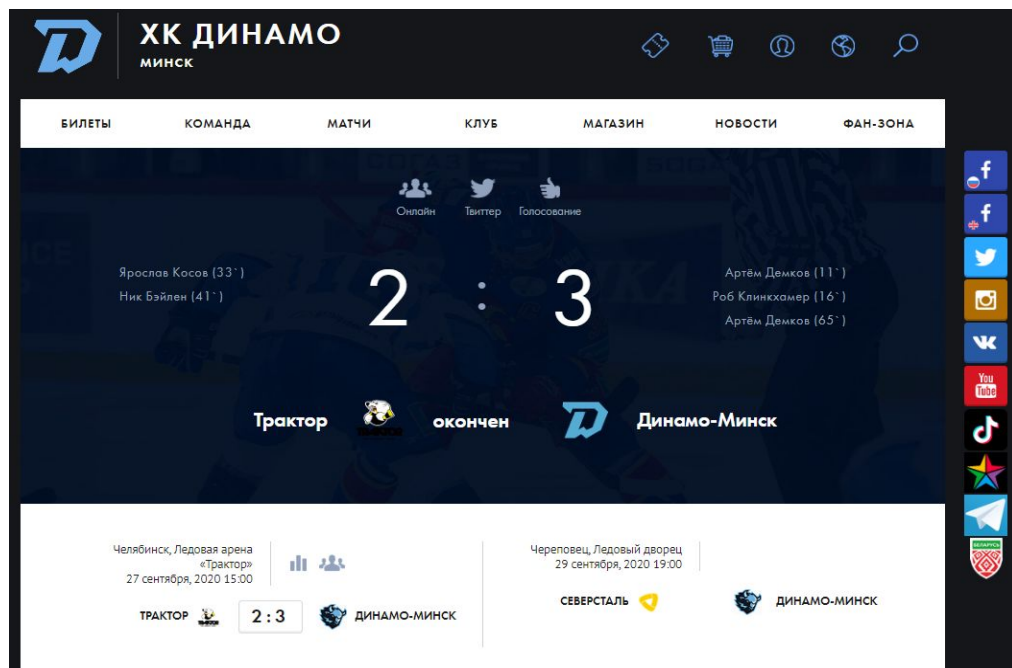 ХК ДИНАМО
МИНСК
БИЛЕТЫ КОМАНДА МАТЧИ КЛУБ МАГАЗИН НОВОСТИ ФАН-ЗОНА
Онлайн Твиттер Голосование
Ярослав Косов (33`)
Ник Бэйлен (41`)
2 : 3
Артём Демков (11`)
Роб Клинкхамер (16`)
Артём Демков (65`)
Трактор окончен Динамо-Минск
Челябинск, Ледовая арена
«Трактор»
27 сентября, 2020 15:00
ТРАКТОР 2 : 3 ДИНАМО-МИНСК
Череповец, Ледовый дворец
29 сентября, 2020 19:00
СЕВЕРСТАЛЬ ДИНАМО-МИНСК
You
Tube
БЕЛАРУСЬ